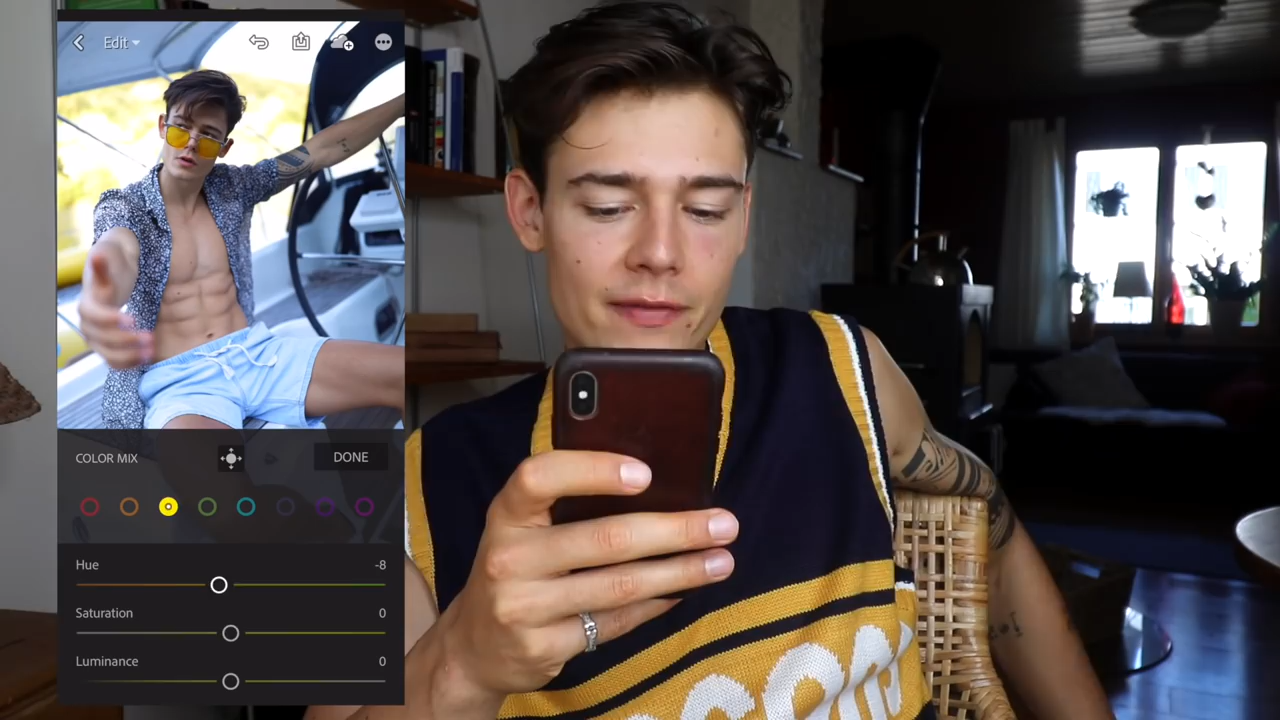 Edit
COLOR MIX
DONE
Hue -8
Saturation 0
Luminance 0